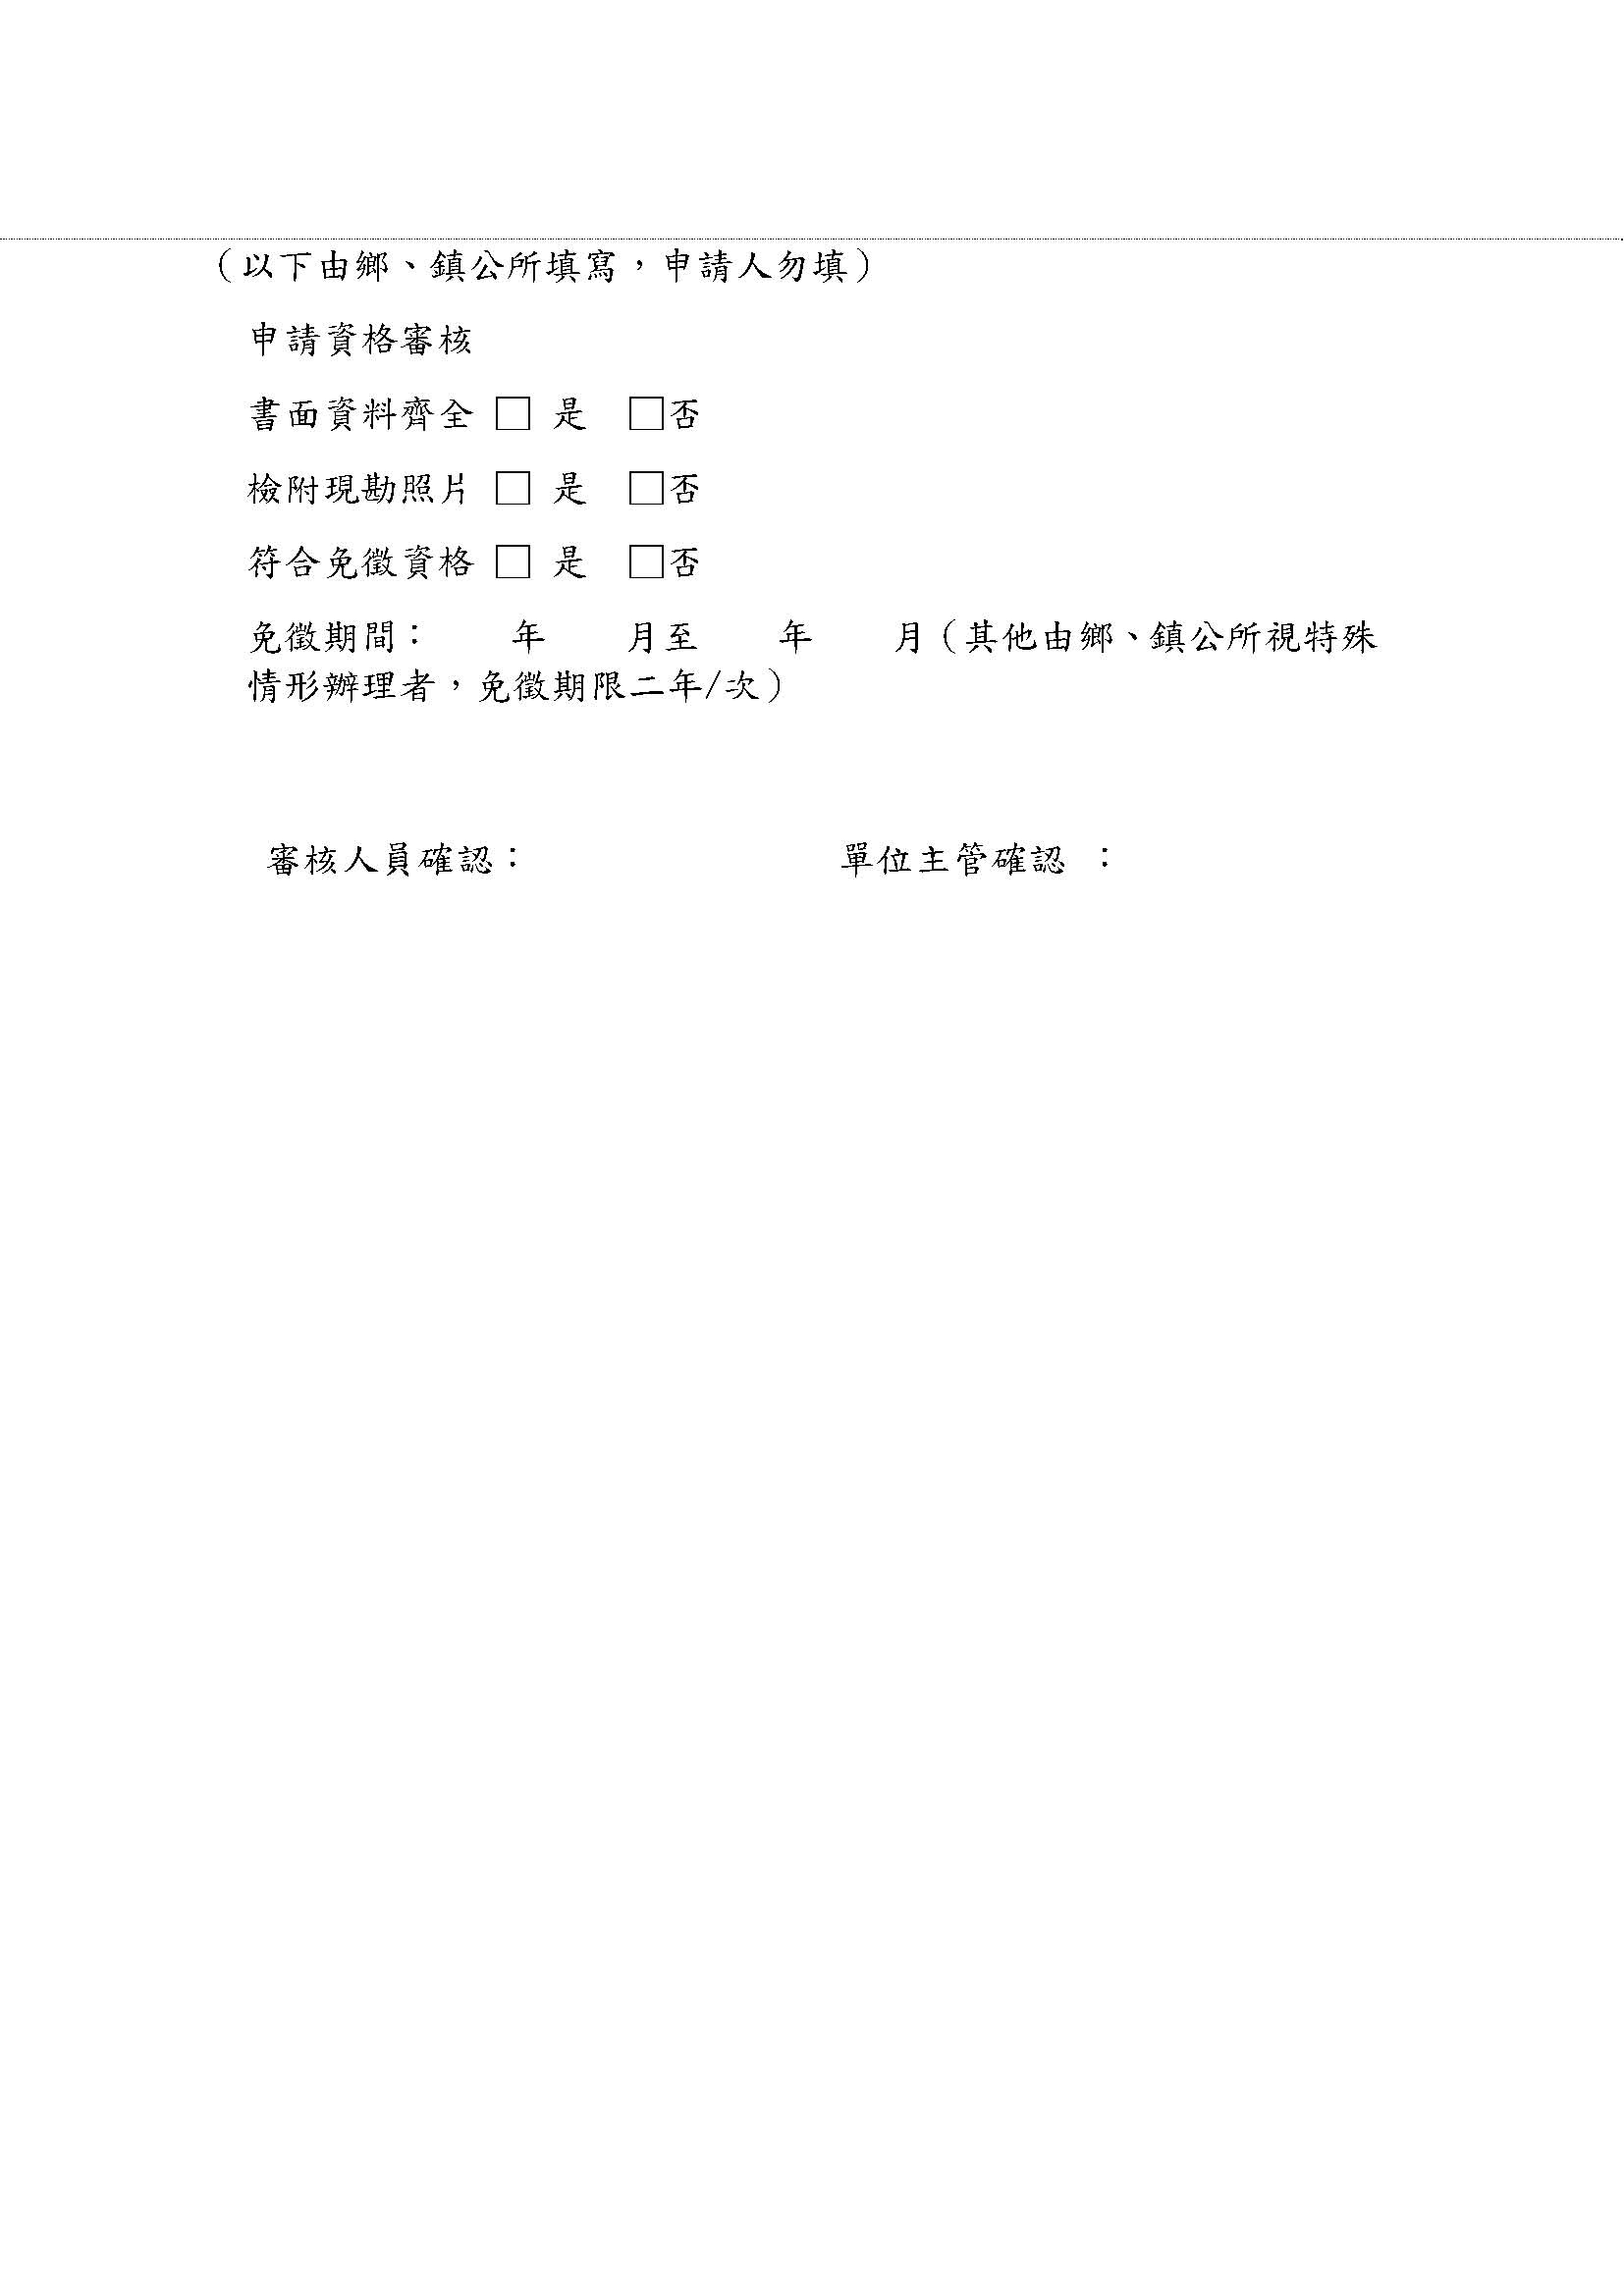 （以下由鄉、鎮公所填寫，申請人勿填）
申請資格審核
書面資料齊全 □ 是 □否
檢附現勘照片 □ 是 □否
符合免徵資格 □ 是 □否
免徵期間：　　年　　月至　　年　　月（其他由鄉、鎮公所視特殊
情形辦理者，免徵期限二年/次）
審核人員確認：　　　　　　　　單位主管確認 ：